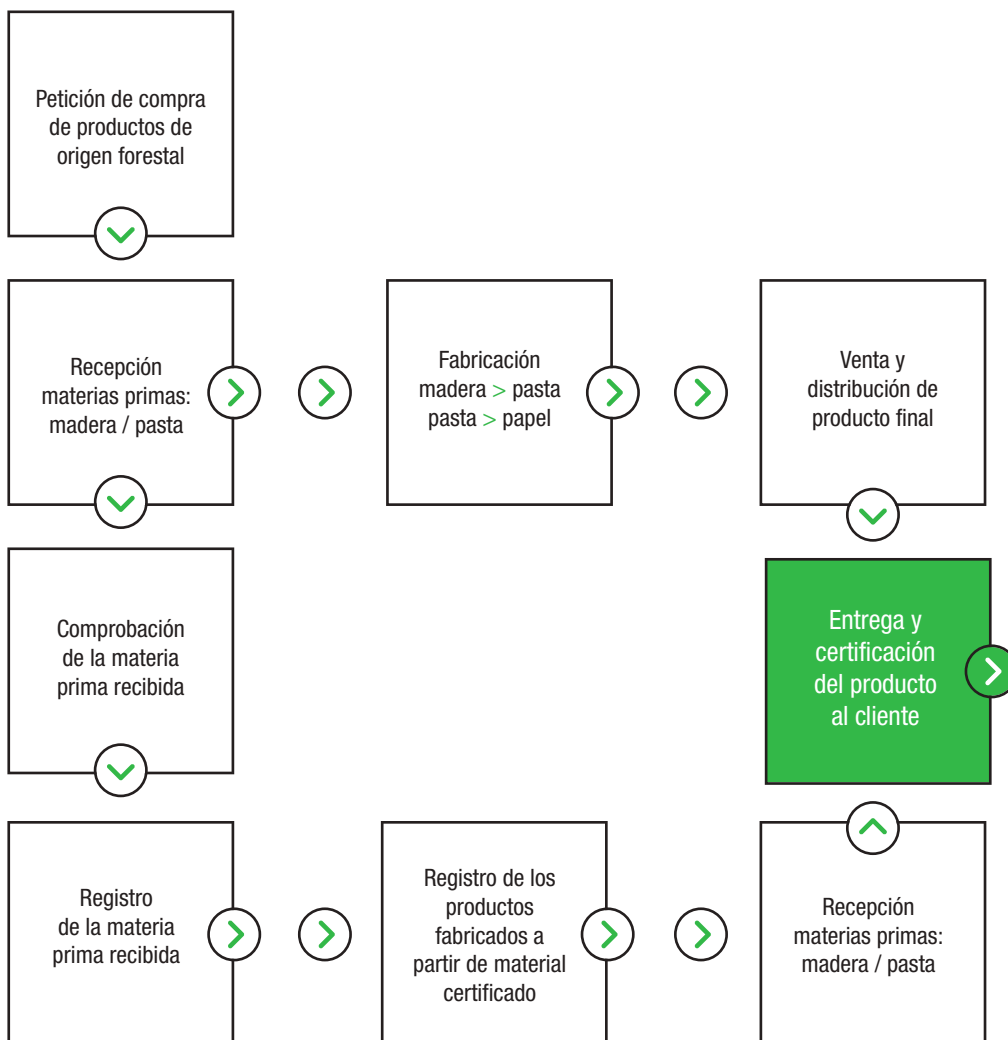 Petición de compra
de productos de
origen forestal
Recepción
materias primas:
madera / pasta
Fabricación
madera > pasta
pasta > papel
Venta y
distribución de
producto final
Comprobación
de la materia
prima recibida
Entrega y
certificación
del producto
al cliente
Registro
de la materia
prima recibida
Registro de los
productos
fabricados a
partir de material
certificado
Recepción
materias primas:
madera / pasta